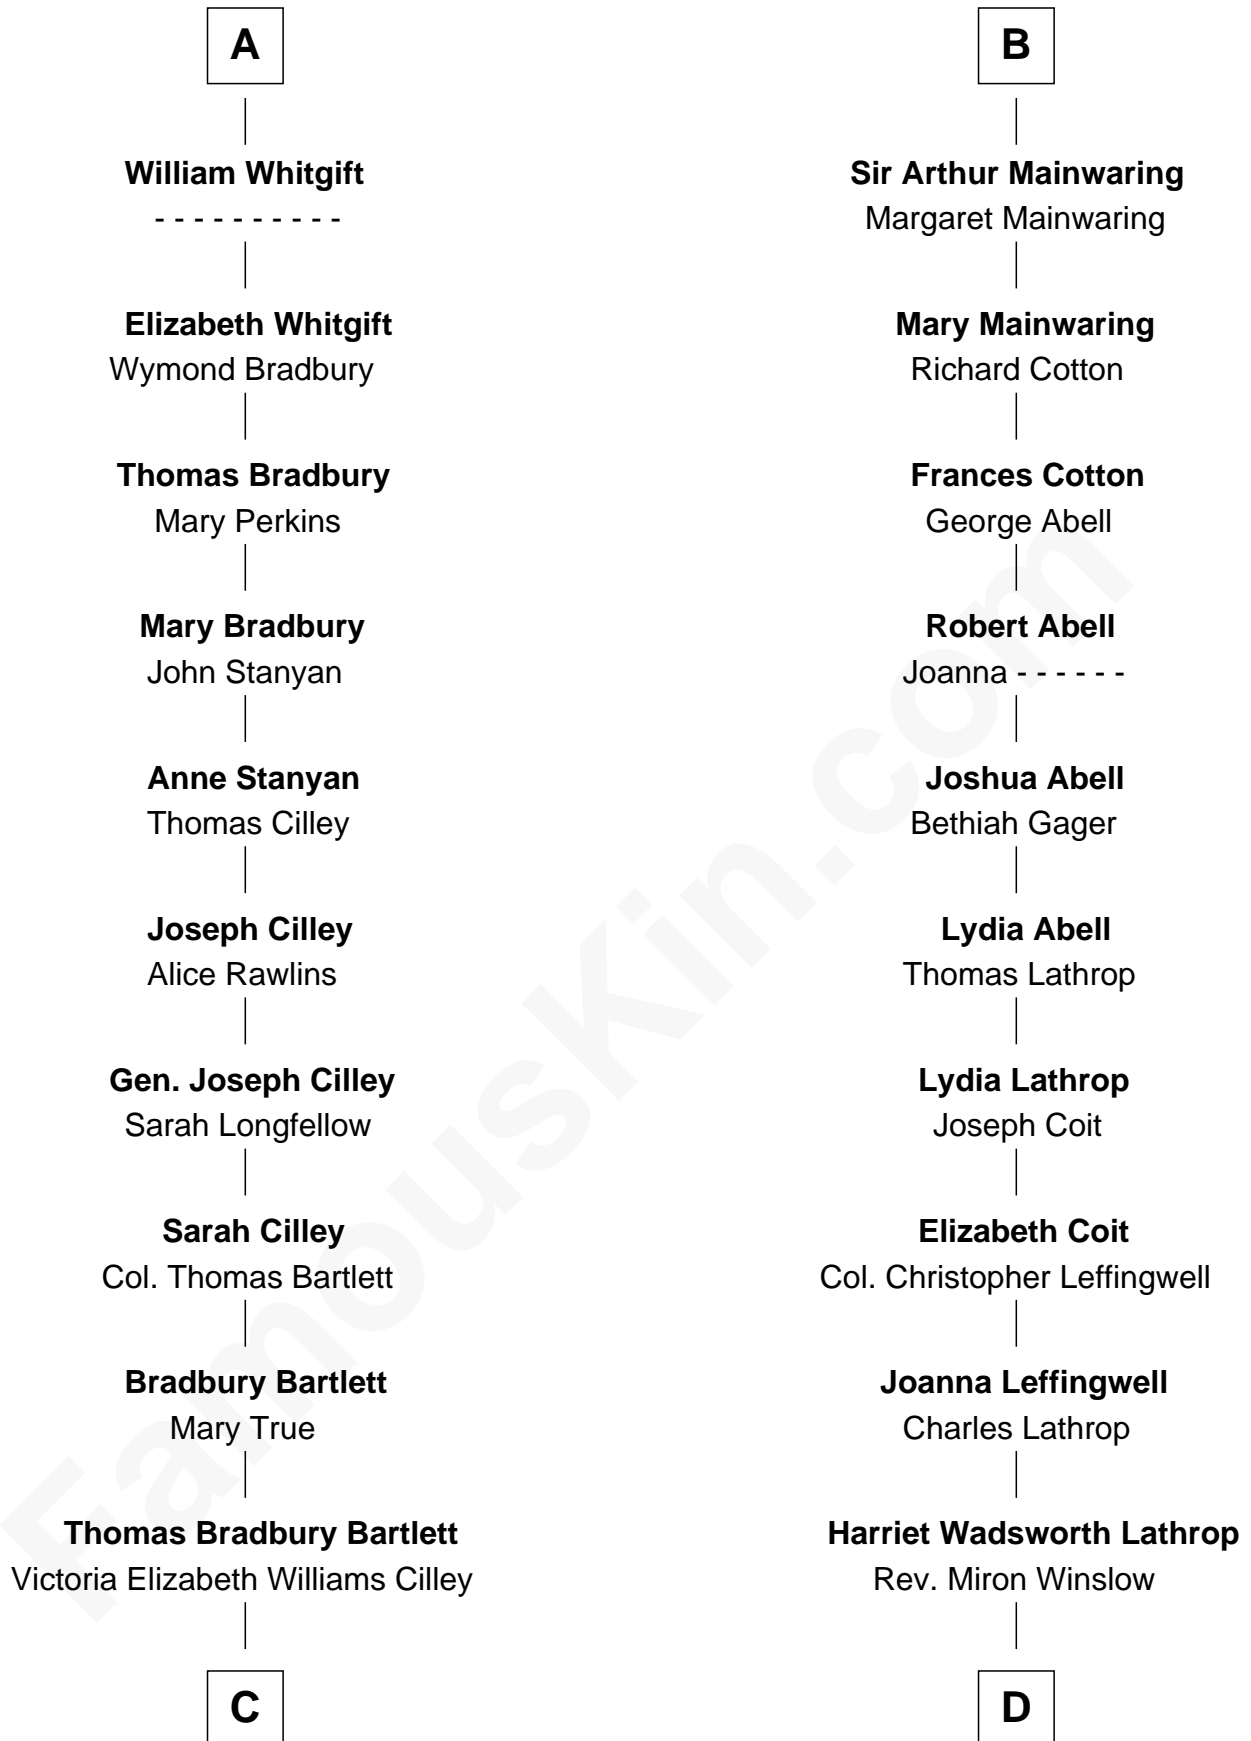 A
William Whitgift
- - - - - - - - - -
Elizabeth Whitgift
Wymond Bradbury
Thomas Bradbury
Mary Perkins
Mary Bradbury
John Stanyan
Anne Stanyan
Thomas Cilley
Joseph Cilley
Alice Rawlins
Gen. Joseph Cilley
Sarah Longfellow
Sarah Cilley
Col. Thomas Bartlett
Bradbury Bartlett
Mary True
Thomas Bradbury Bartlett
Victoria Elizabeth Williams Cilley
C
B
Sir Arthur Mainwaring
Margaret Mainwaring
Mary Mainwaring
Richard Cotton
Frances Cotton
George Abell
Robert Abell
Joanna - - - - - -
Joshua Abell
Bethiah Gager
Lydia Abell
Thomas Lathrop
Lydia Lathrop
Joseph Coit
Elizabeth Coit
Col. Christopher Leffingwell
Joanna Leffingwell
Charles Lathrop
Harriet Wadsworth Lathrop
Rev. Miron Winslow
D
FamousKin.com